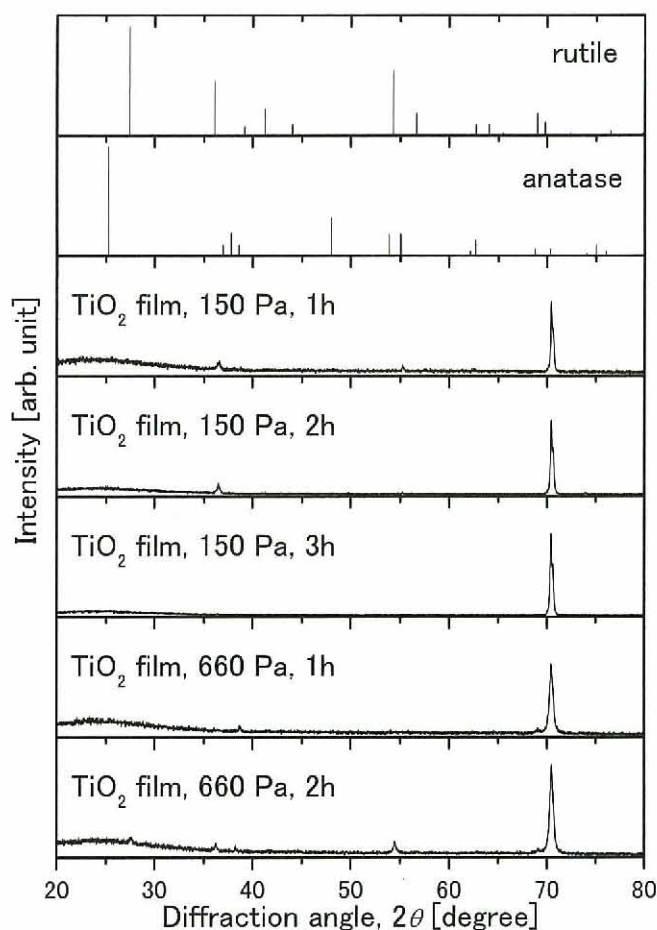 rutile
anatase
TiO₂ film, 150 Pa, 1h
TiO₂ film, 150 Pa, 2h
TiO₂ film, 150 Pa, 3h
TiO₂ film, 660 Pa, 1h
TiO₂ film, 660 Pa, 2h
Intensity [arb. unit]
20 30 40 50 60 70 80
Diffraction angle, 2θ [degree]